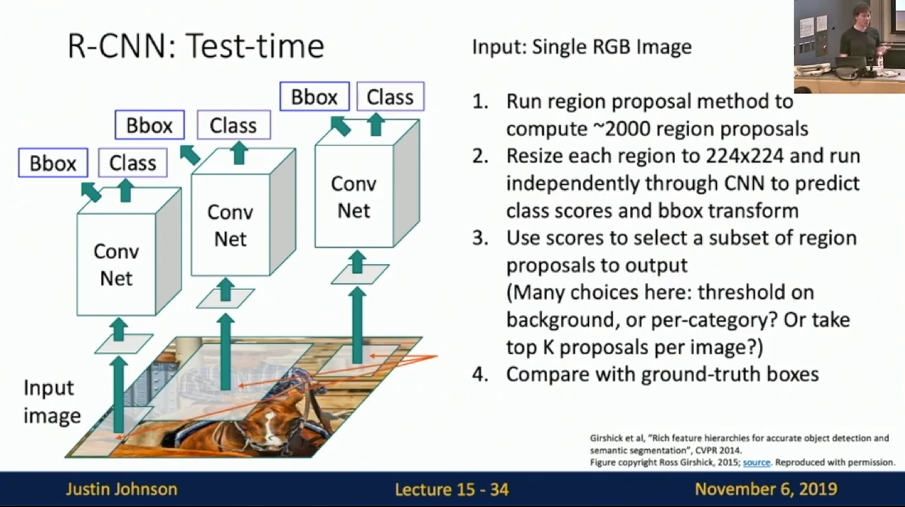 R-CNN: Test-time
Input: Single RGB Image
Bbox
Class
Bbox
Class
Bbox
Class
Conv
Net
Conv
Net
Conv
Net
Input
image
1. Run region proposal method to
compute ~2000 region proposals
2. Resize each region to 224x224 and run
independently through CNN to predict
class scores and bbox transform
3. Use scores to select a subset of region
proposals to output
(Many choices here: threshold on
background, or per-category? Or take
top K proposals per image?)
4. Compare with ground-truth boxes
Girshick et al, "Rich feature hierarchies for accurate object detection and
semantic segmentation", CVPR 2014.
Figure copyright Ross Girshick, 2015; source. Reproduced with permission.
Justin Johnson
Lecture 15 - 34
November 6, 2019